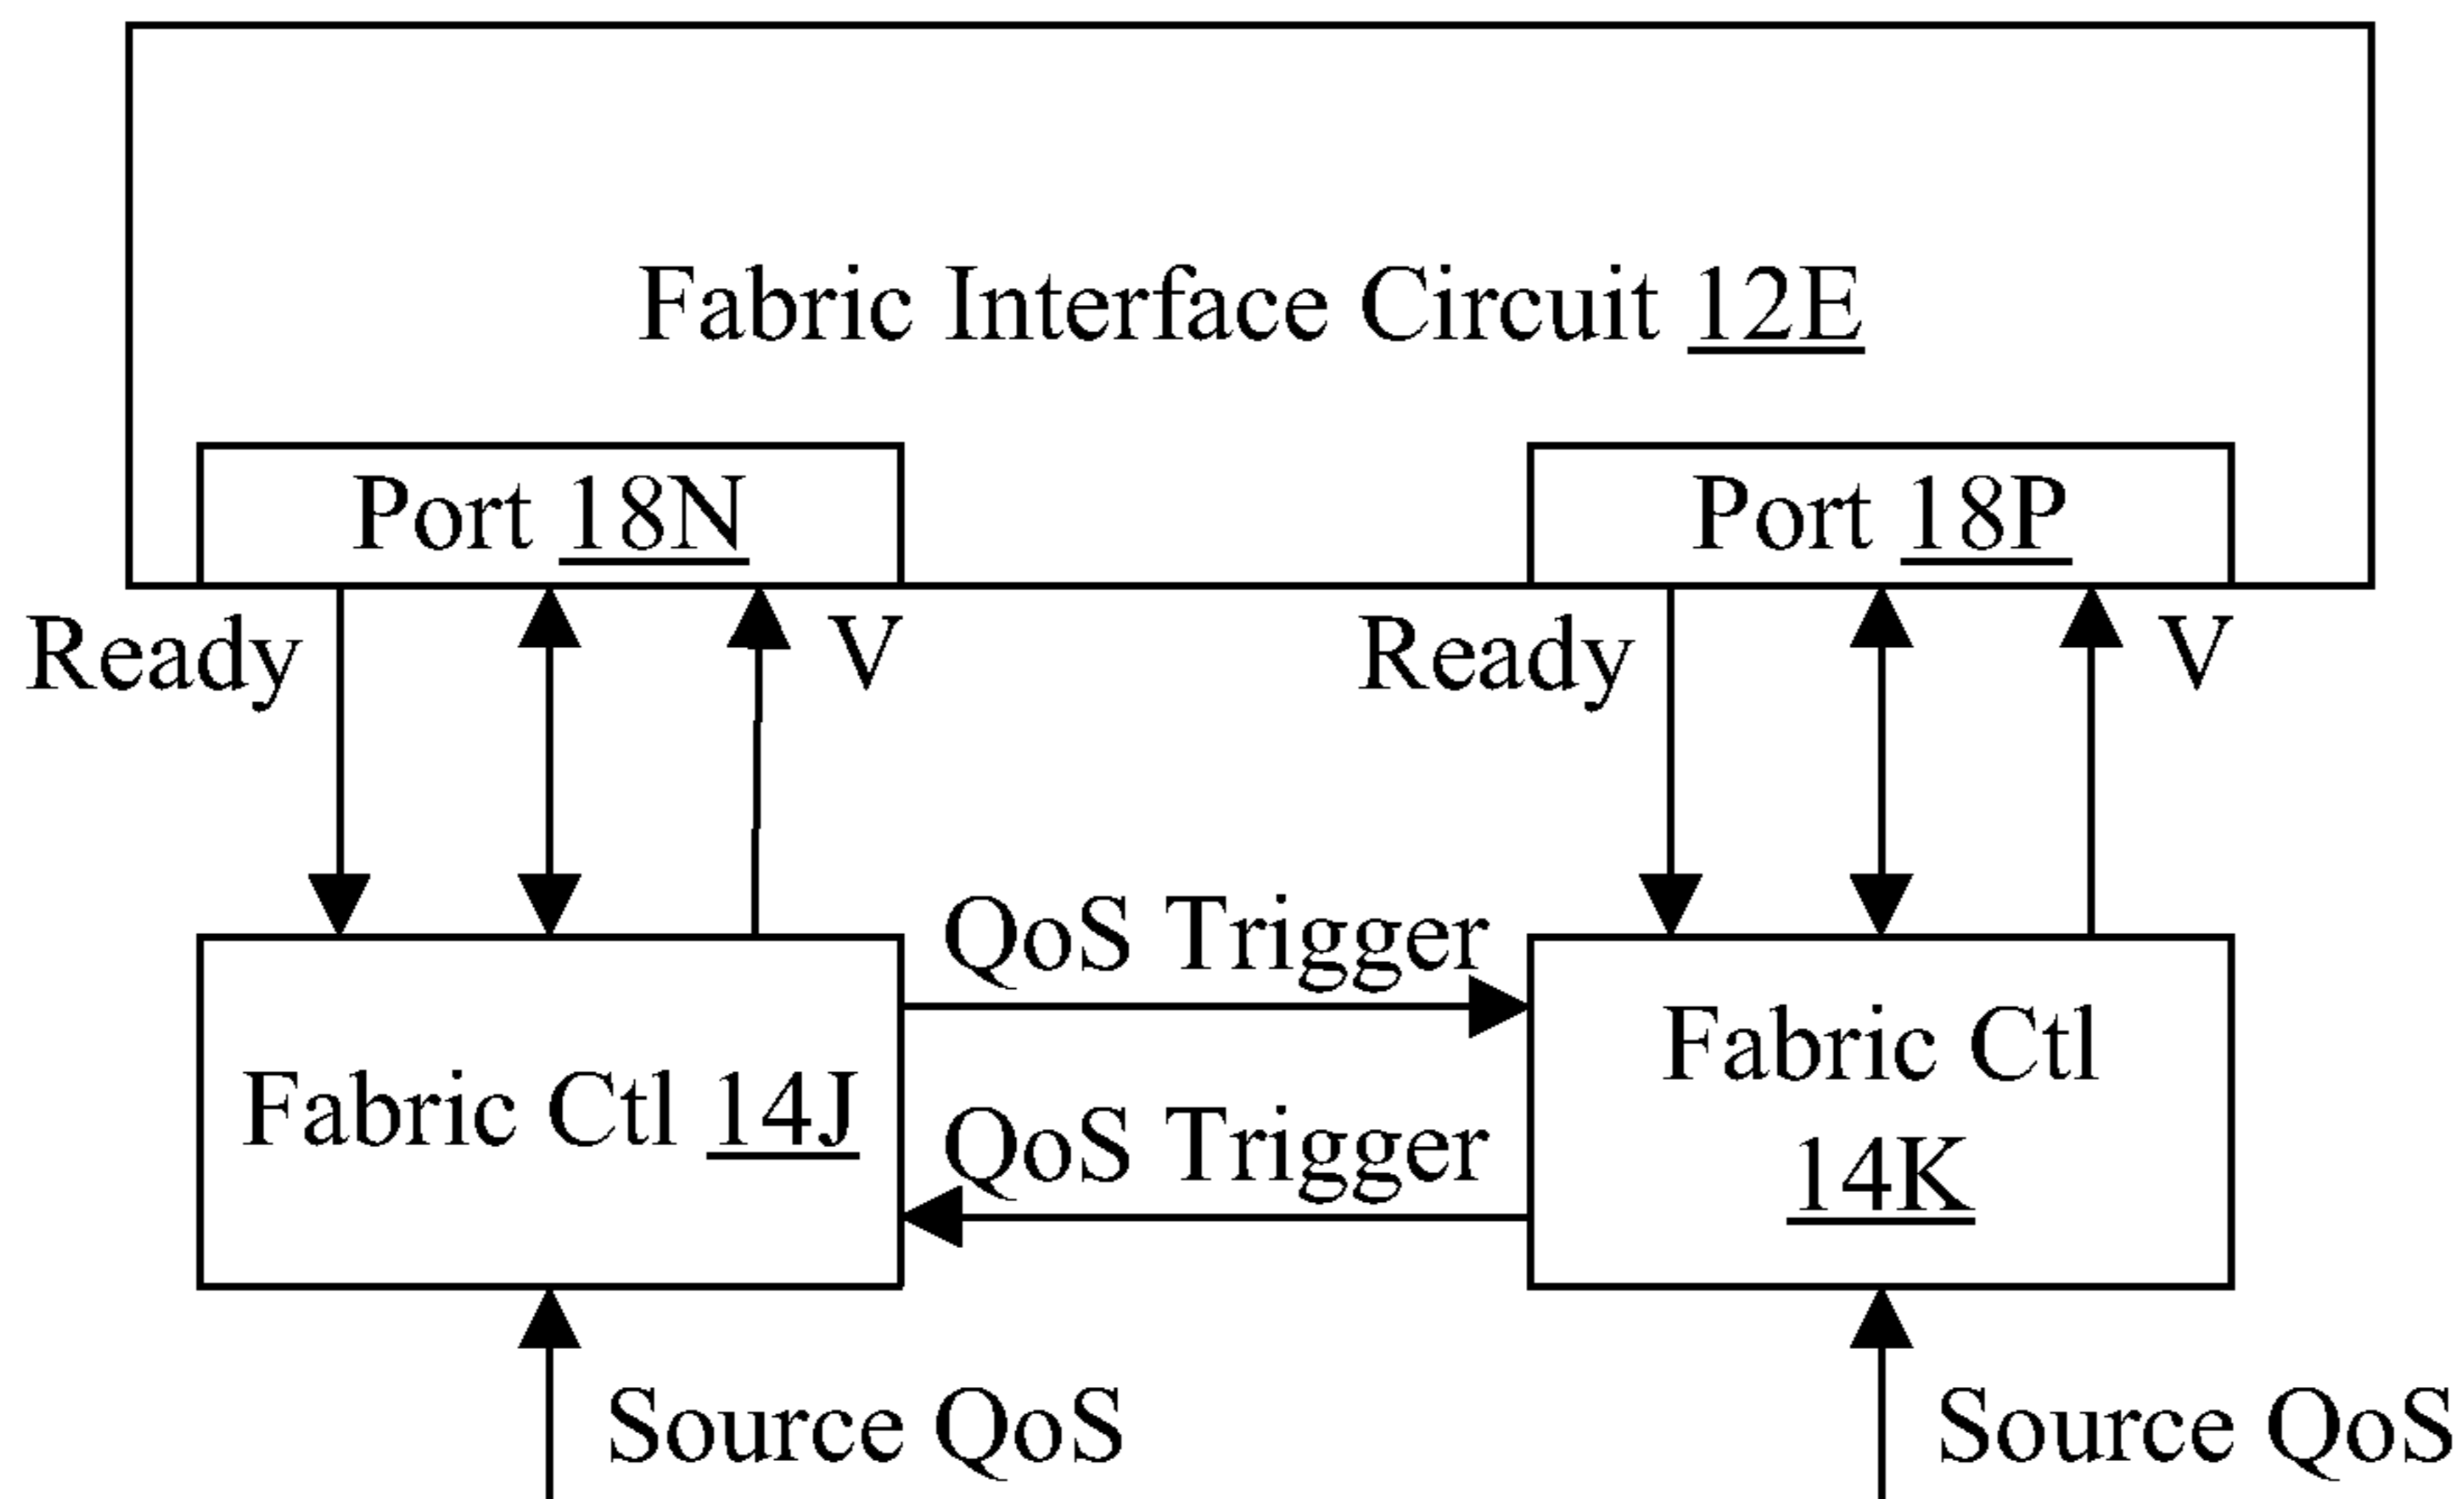 Fabric Interface Circuit 12E
Port 18N
Port 18P
Ready
V
Ready
V
QoS Trigger
Fabric Ctl 14J
QoS Trigger
Fabric Ctl
14K
Source QoS
Source QoS